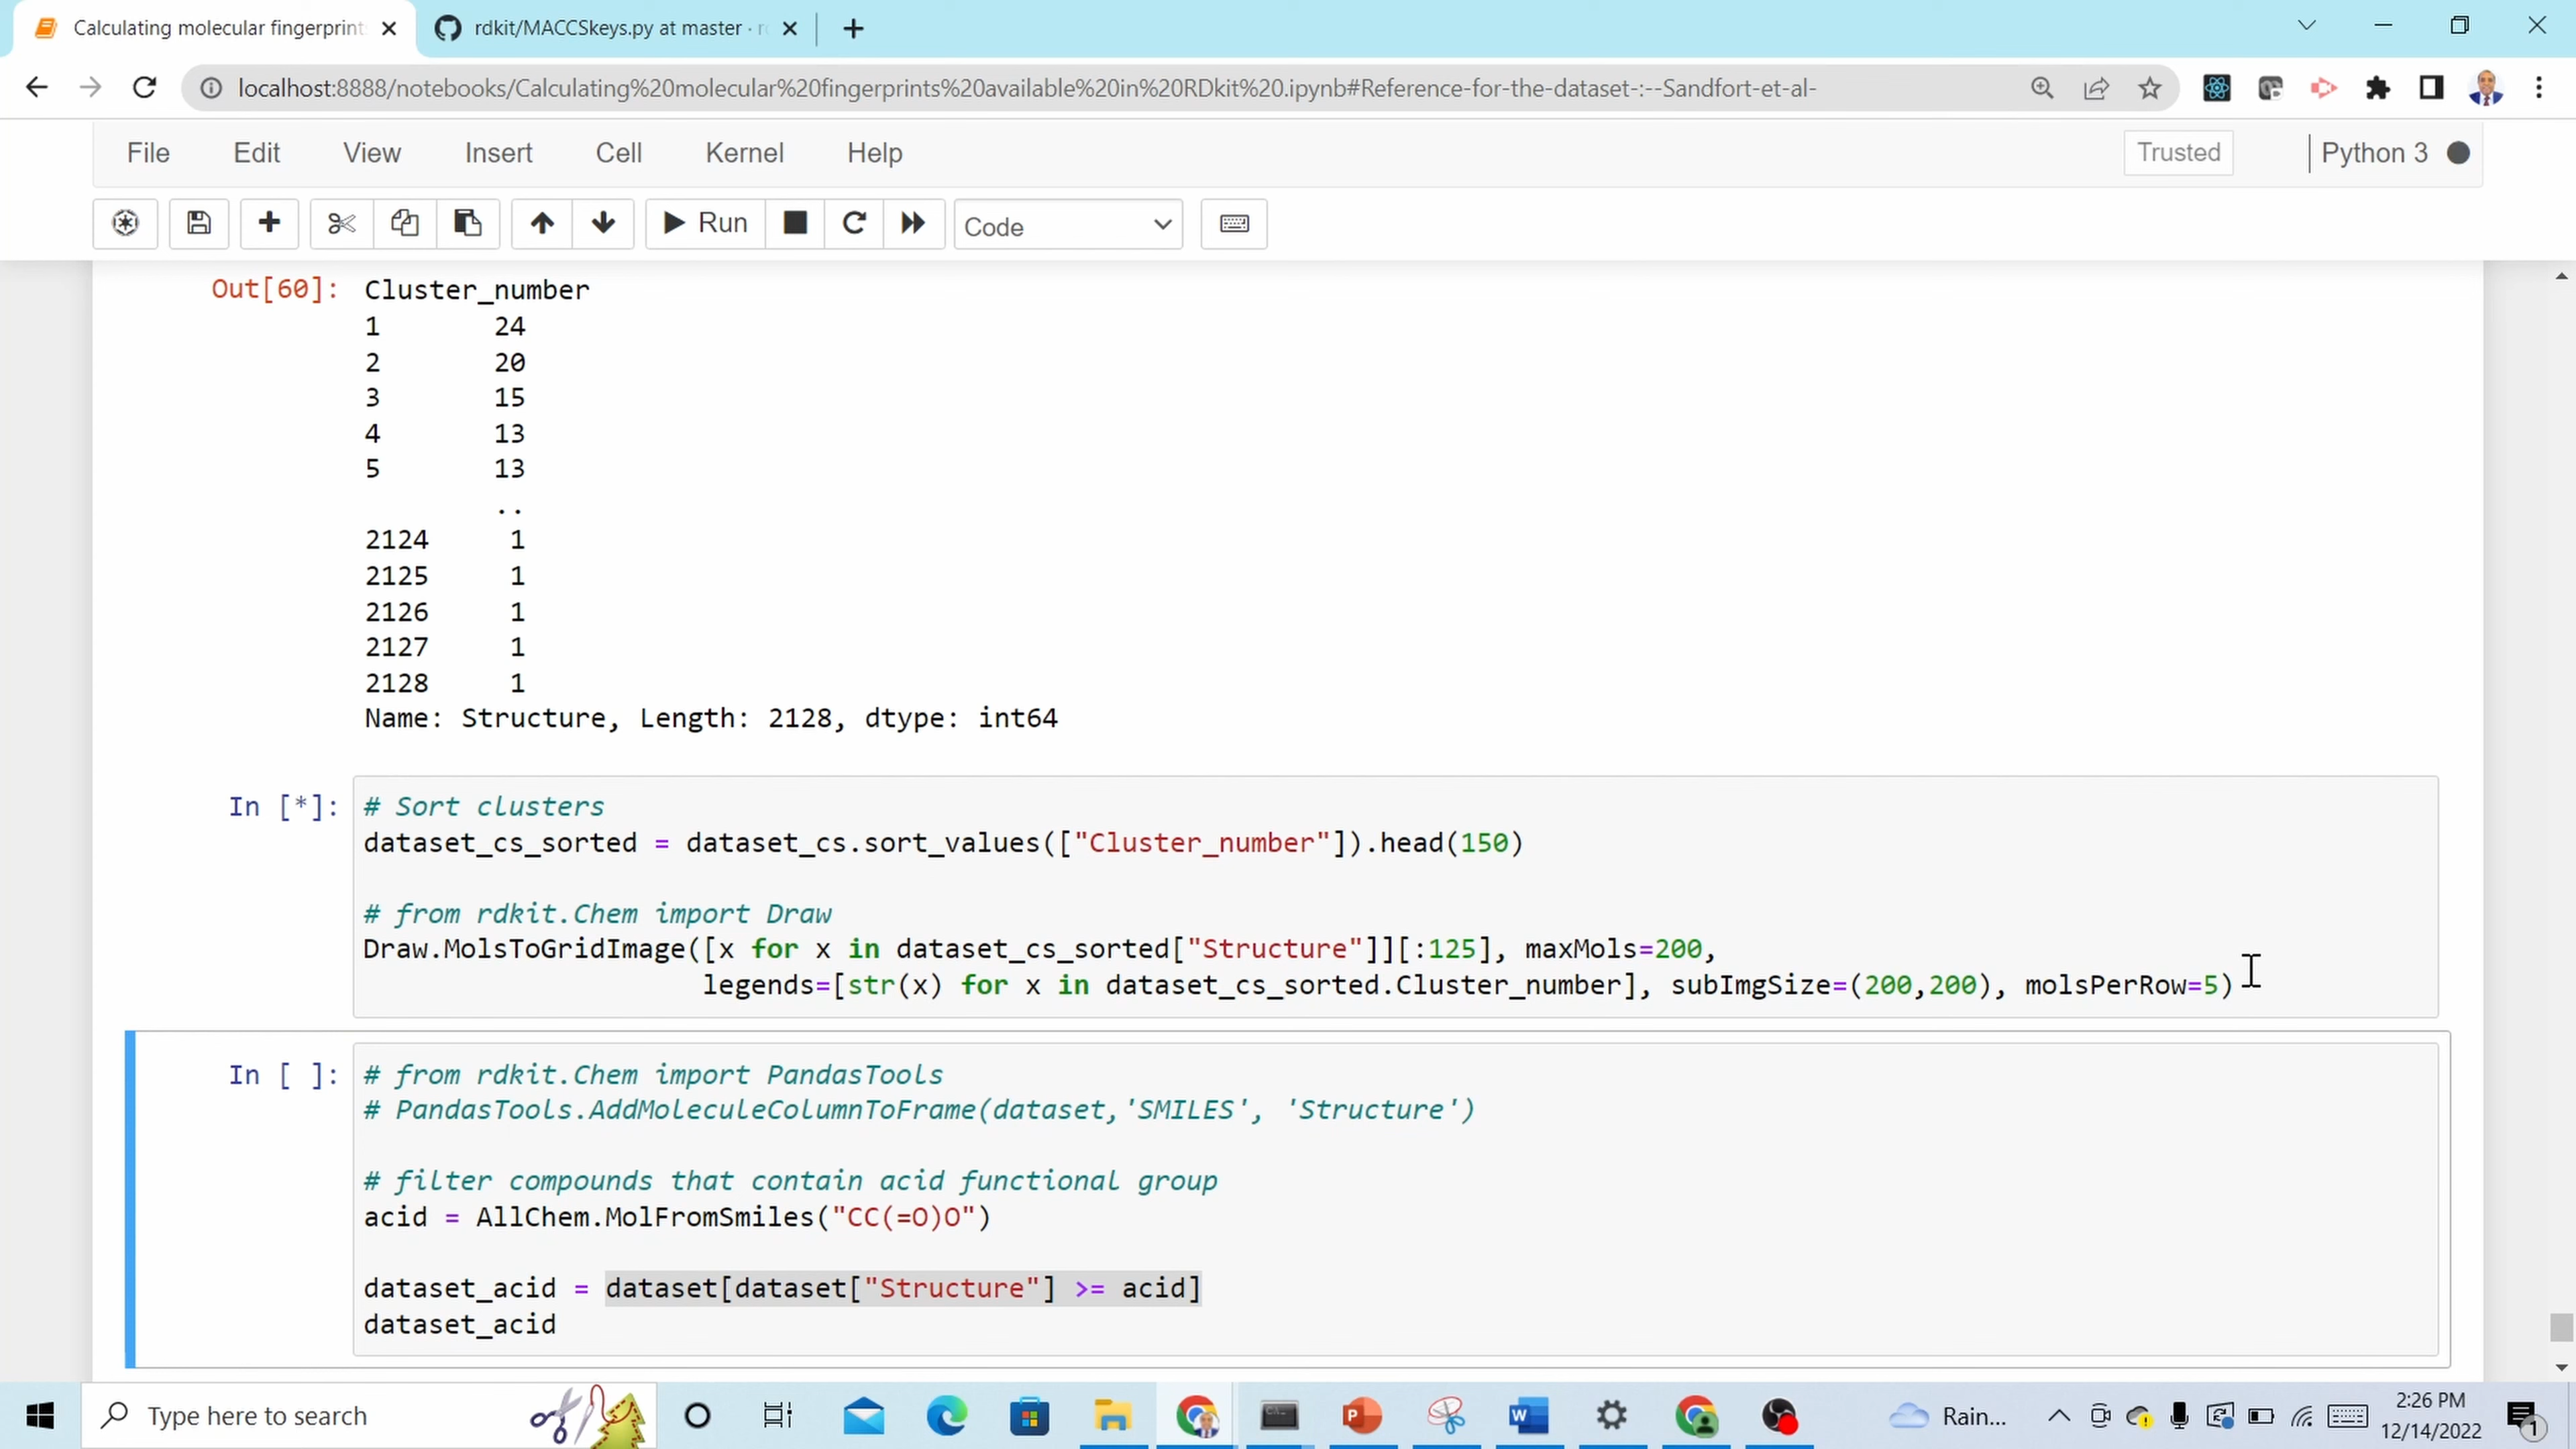 Calculating molecular fingerprint
rdkit/MACCSkeys.py at master · r
localhost:8888/notebooks/Calculating%20molecular%20fingerprints%20available%20in%20RDkit%20.ipynb#Reference-for-the-dataset-:--Sandfort-et-al-
File Edit View Insert Cell Kernel Help Trusted Python 3
Run Code
Out[60]: Cluster_number
1 24
2 20
3 15
4 13
5 13
..
2124 1
2125 1
2126 1
2127 1
2128 1
Name: Structure, Length: 2128, dtype: int64
In [*]: # Sort clusters
dataset_cs_sorted = dataset_cs.sort_values(["Cluster_number"]).head(150)
# from rdkit.Chem import Draw
Draw.MolsToGridImage([x for x in dataset_cs_sorted["Structure"]][:125], maxMols=200,
legends=[str(x) for x in dataset_cs_sorted.Cluster_number], subImgSize=(200,200), molsPerRow=5)
In [ ]: # from rdkit.Chem import PandasTools
# PandasTools.AddMoleculeColumnToFrame(dataset,'SMILES', 'Structure')
# filter compounds that contain acid functional group
acid = AllChem.MolFromSmiles("CC(=O)O")
dataset_acid = dataset[dataset["Structure"] >= acid]
dataset_acid
Type here to search
Rain...
2:26 PM
12/14/2022
1